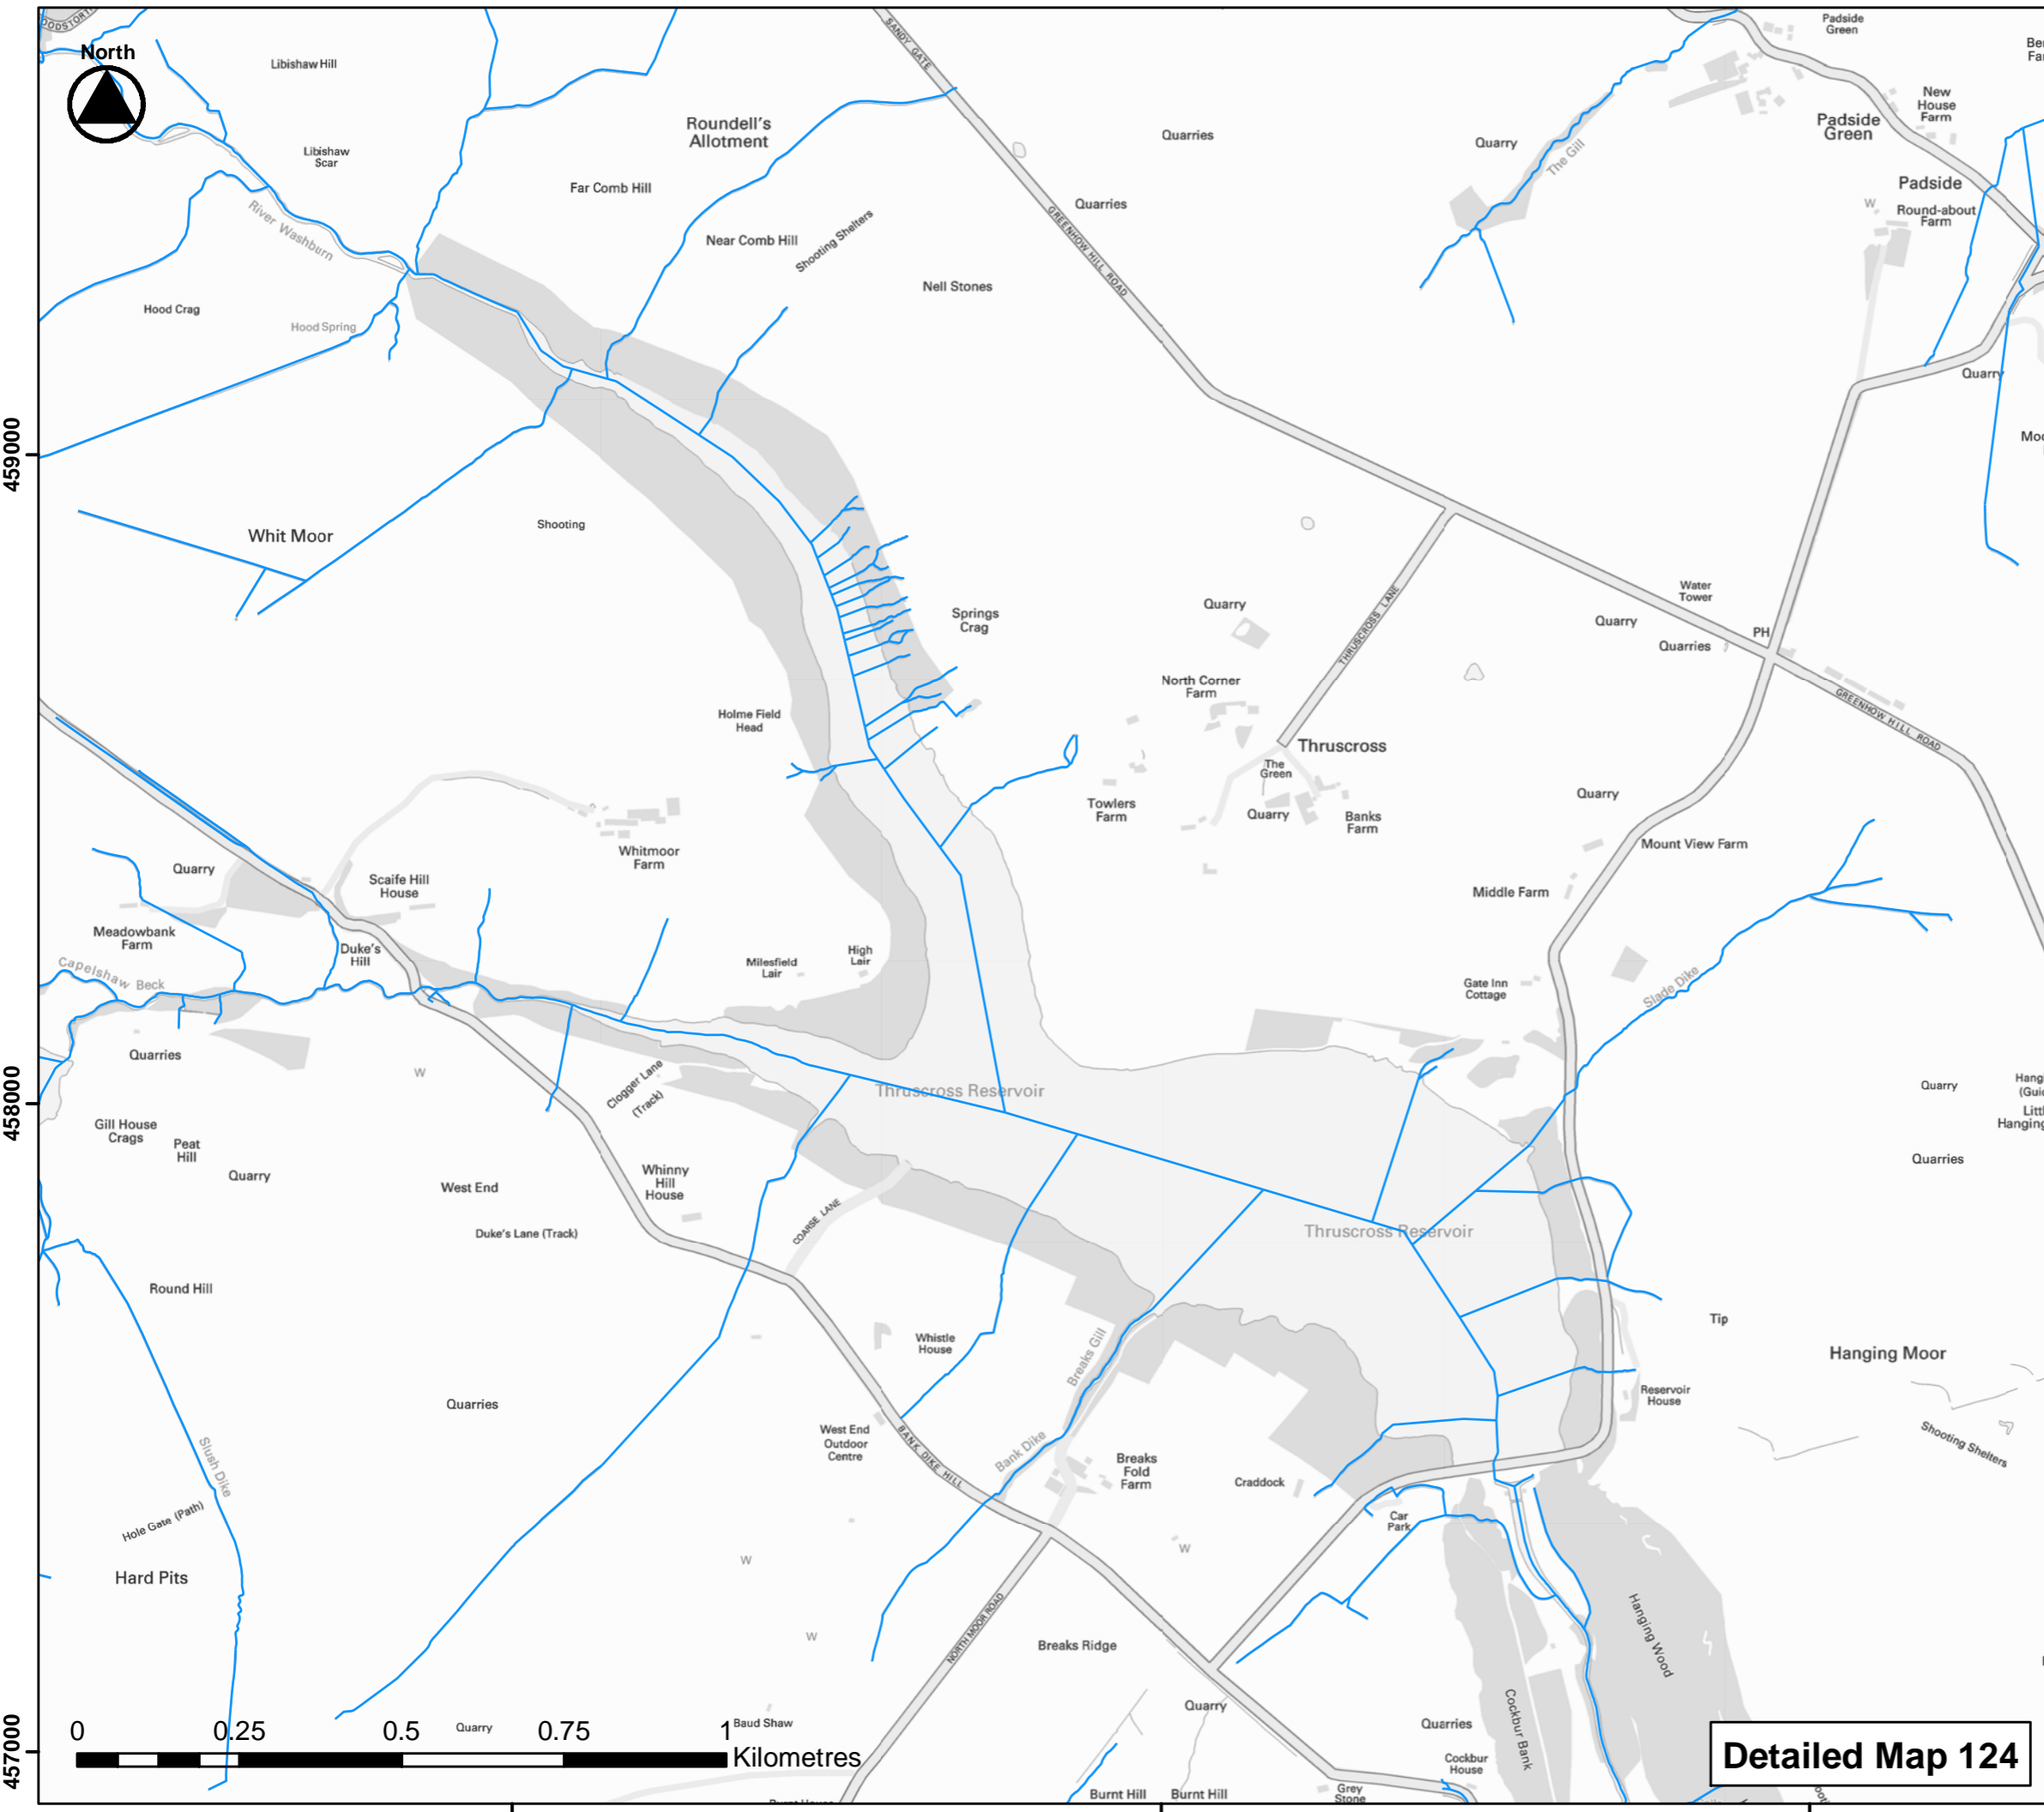 North
Libishaw Hill
Libishaw
Scar
River Washburn
Roundell's
Allotment
SANDY GATE
Far Comb Hill
Near Comb Hill
Shooting Shelters
Nell Stones
Quarries
Quarries
GREENHOW HILL ROAD
Quarry
The Gill
Padside
Green
New
House
Farm
Padside
Green
Padside
W
Round-about
Farm
Quarry
Hood Crag
Hood Spring
459000
Whit Moor
Shooting
Springs
Crag
Quarry
THRUSCROSS LANE
Water
Tower
Quarry
PH
Quarries
GREENHOW HILL ROAD
North Corner
Farm
Thruscross
The
Green
Quarry
Banks
Farm
Towlers
Farm
Holme Field
Head
Quarry
Mount View Farm
Middle Farm
Whitmoor
Farm
Quarry
Scaife Hill
House
Meadowbank
Farm
Duke's
Hill
Capelshaw Beck
Milesfield
Lair
High
Lair
Gate Inn
Cottage
Slade Dike
Quarries
W
Clogger Lane
(Track)
Thruscross Reservoir
458000
Gill House
Crags
Peat
Hill
Quarry
West End
Whinny
Hill
House
Duke's Lane (Track)
COARSE LANE
Thruscross Reservoir
Quarry
Quarries
Round Hill
Whistle
House
Breaks Gill
Tip
Hanging Moor
Reservoir
House
Shooting Shelters
Quarries
West End
Outdoor
Centre
BANK DIKE HILL
Bank Dike
Breaks
Fold
Farm
Craddock
Car
Park
Slush Dike
Hole Gate (Path)
Hard Pits
W
W
W
NORTH MOOR ROAD
Breaks Ridge
Hanging Wood
Cockbur Bank
Quarry
Quarries
Cockbur
House
Grey
Stone
Burnt Hill
Burnt Hill
Baud Shaw
Quarry
457000
0 0.25 0.5 0.75 1
Kilometres
Detailed Map 124